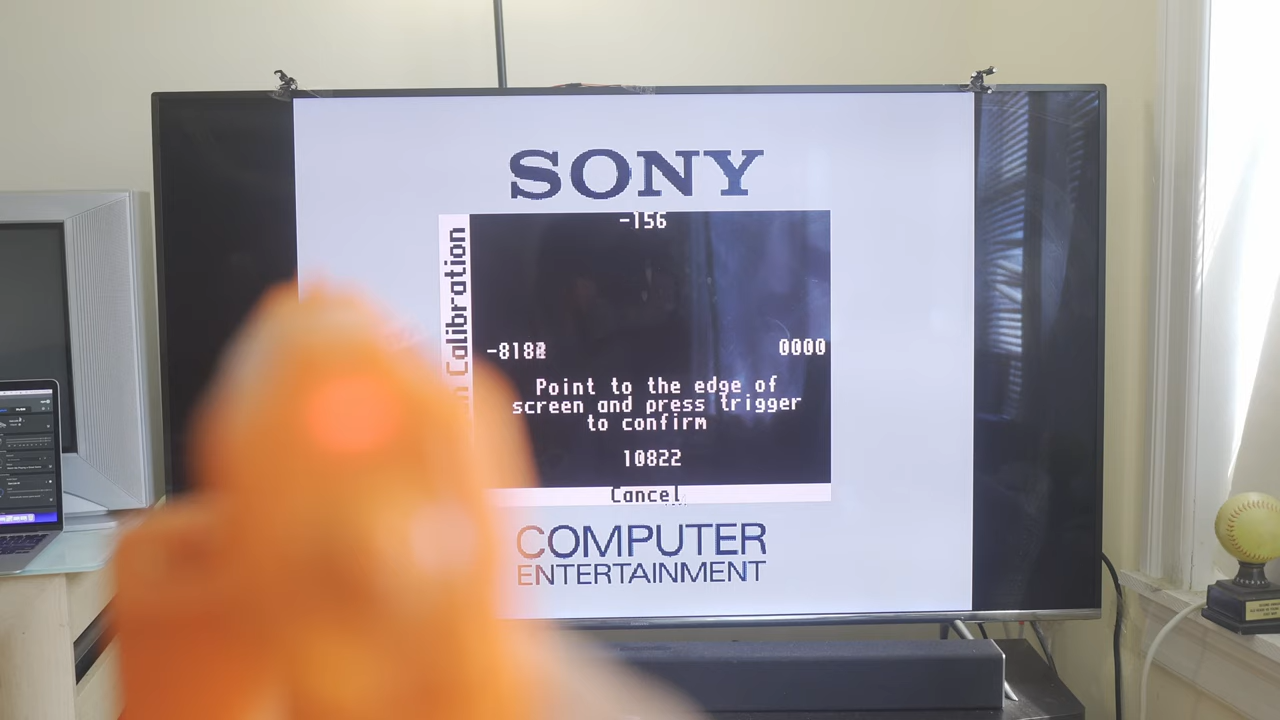 SONY
-156
n Calibration
0000
Point to the edge of
screen and press trigger
to confirm
10822
Cancel
COMPUTER
ENTERTAINMENT